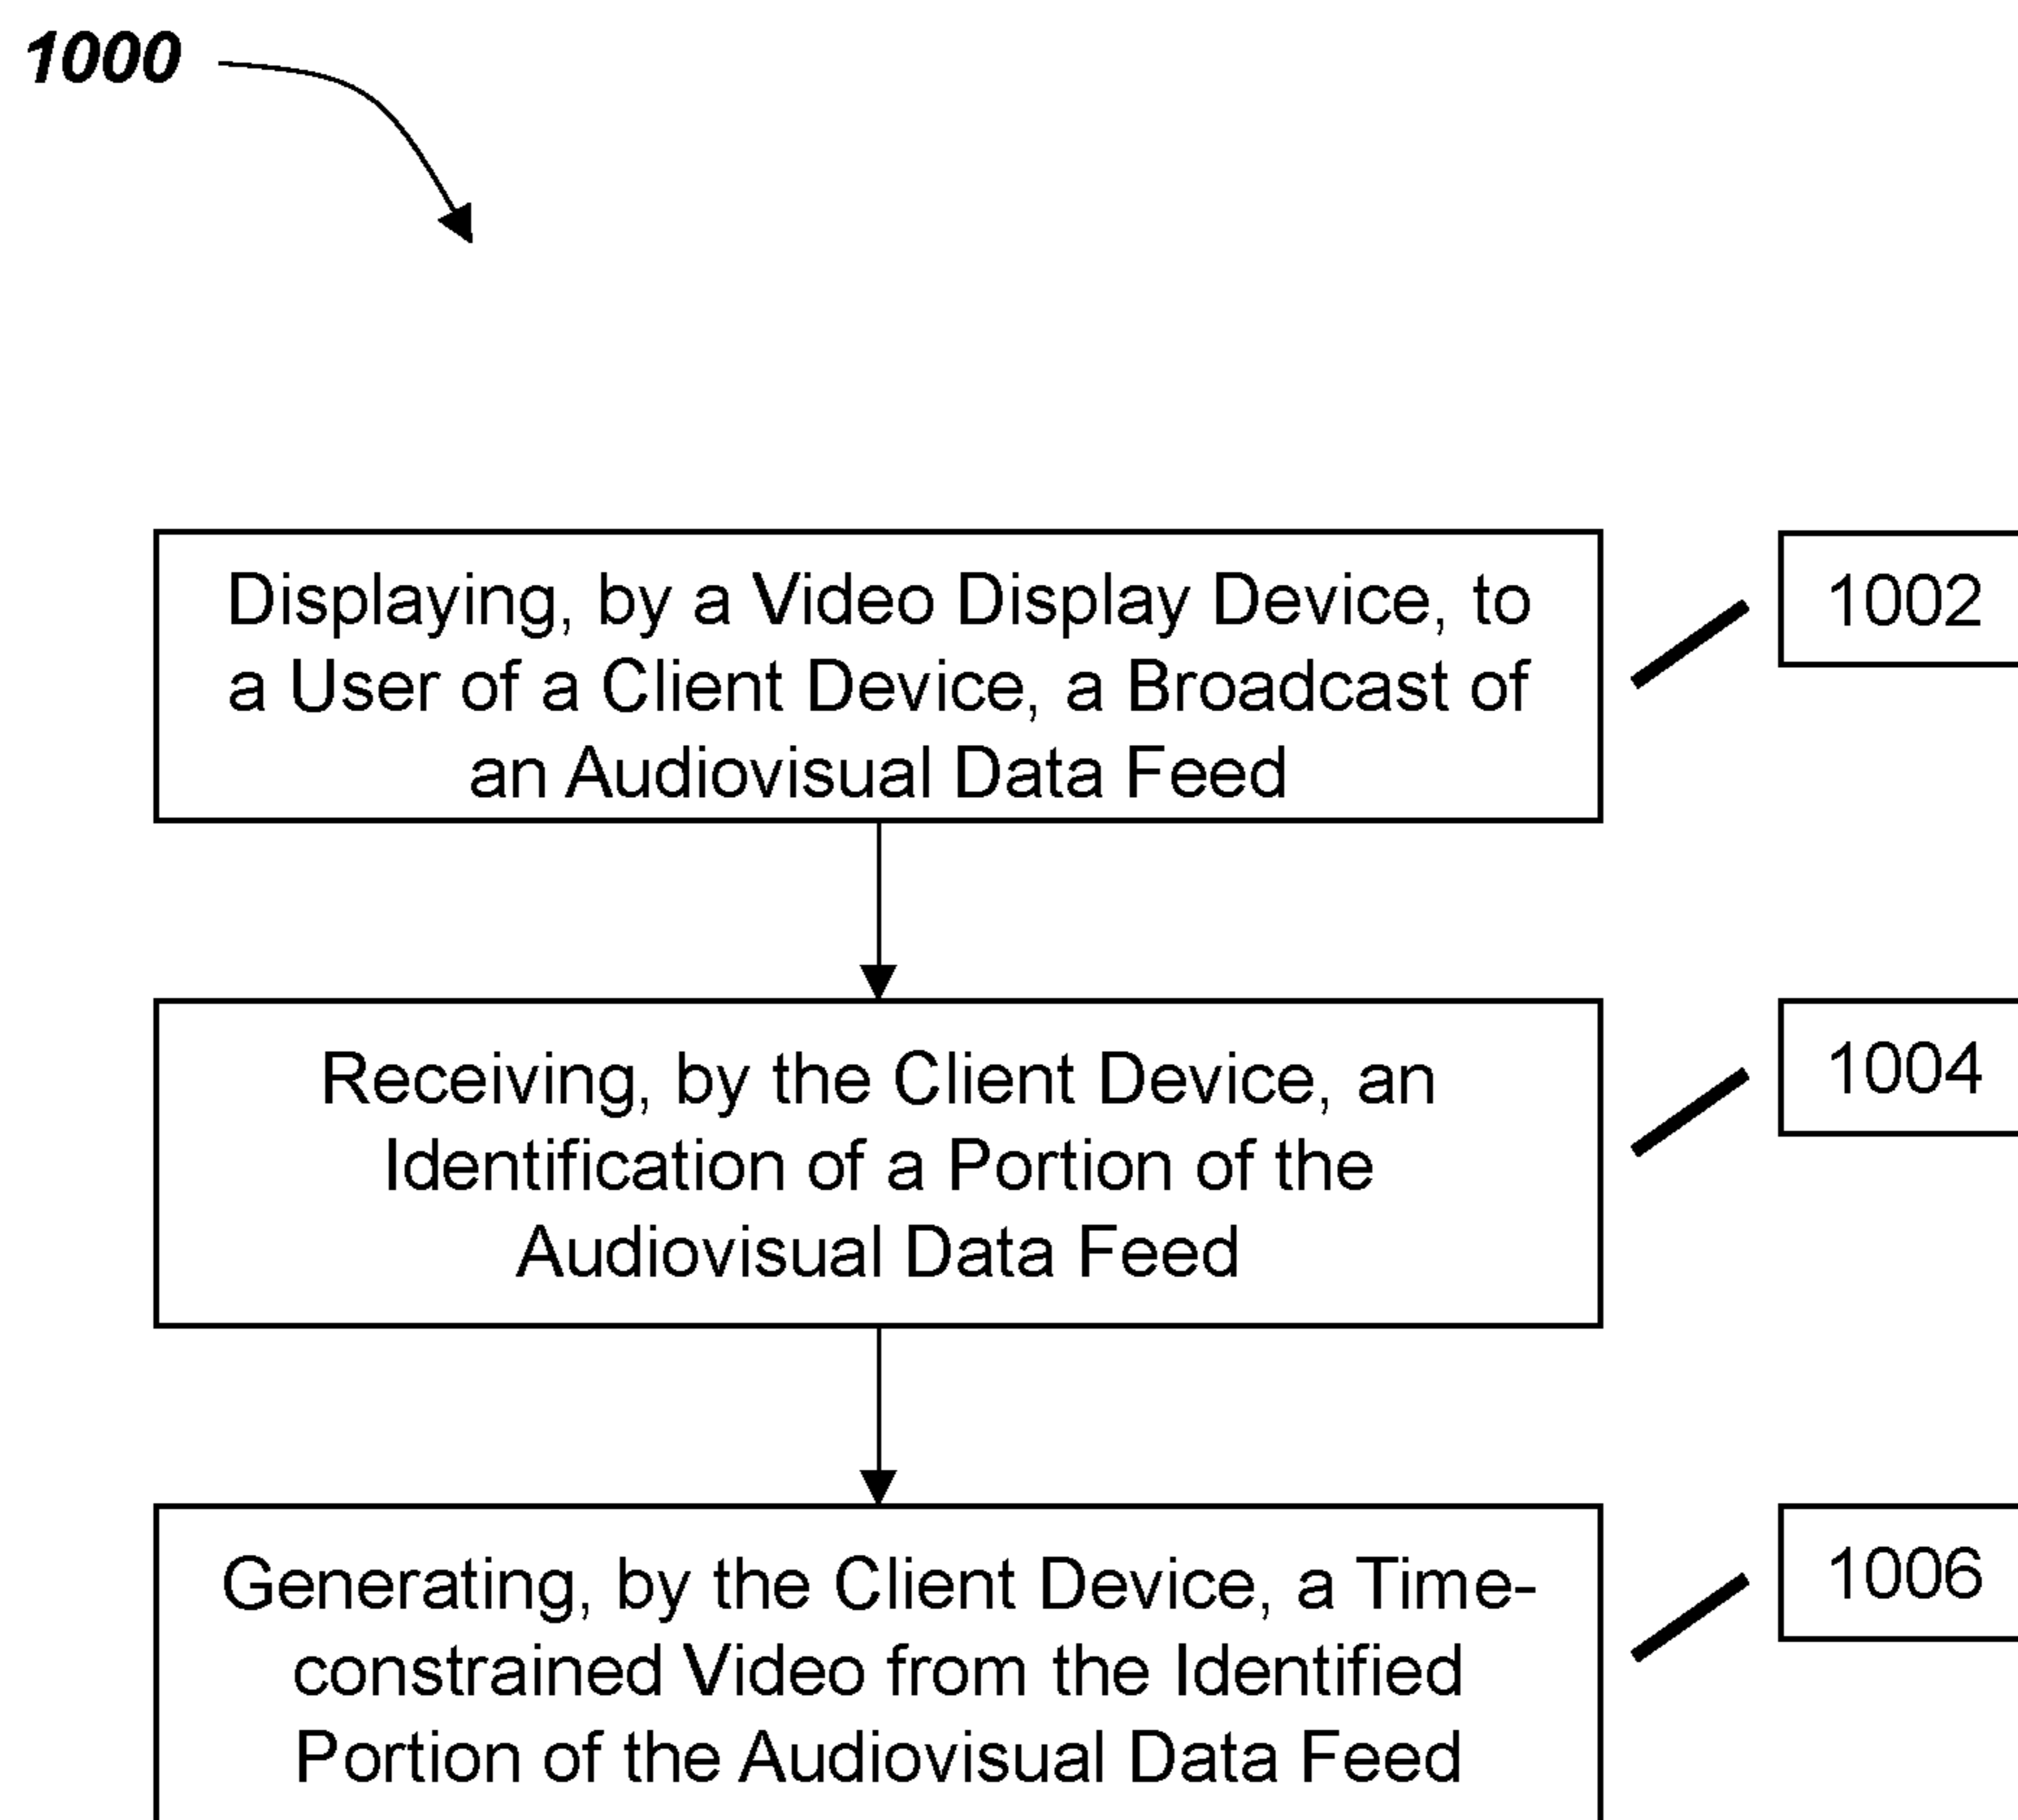 1000
Displaying, by a Video Display Device, to
a User of a Client Device, a Broadcast of
an Audiovisual Data Feed
1002
Receiving, by the Client Device, an
Identification of a Portion of the
Audiovisual Data Feed
1004
Generating, by the Client Device, a Time-
constrained Video from the Identified
Portion of the Audiovisual Data Feed
1006